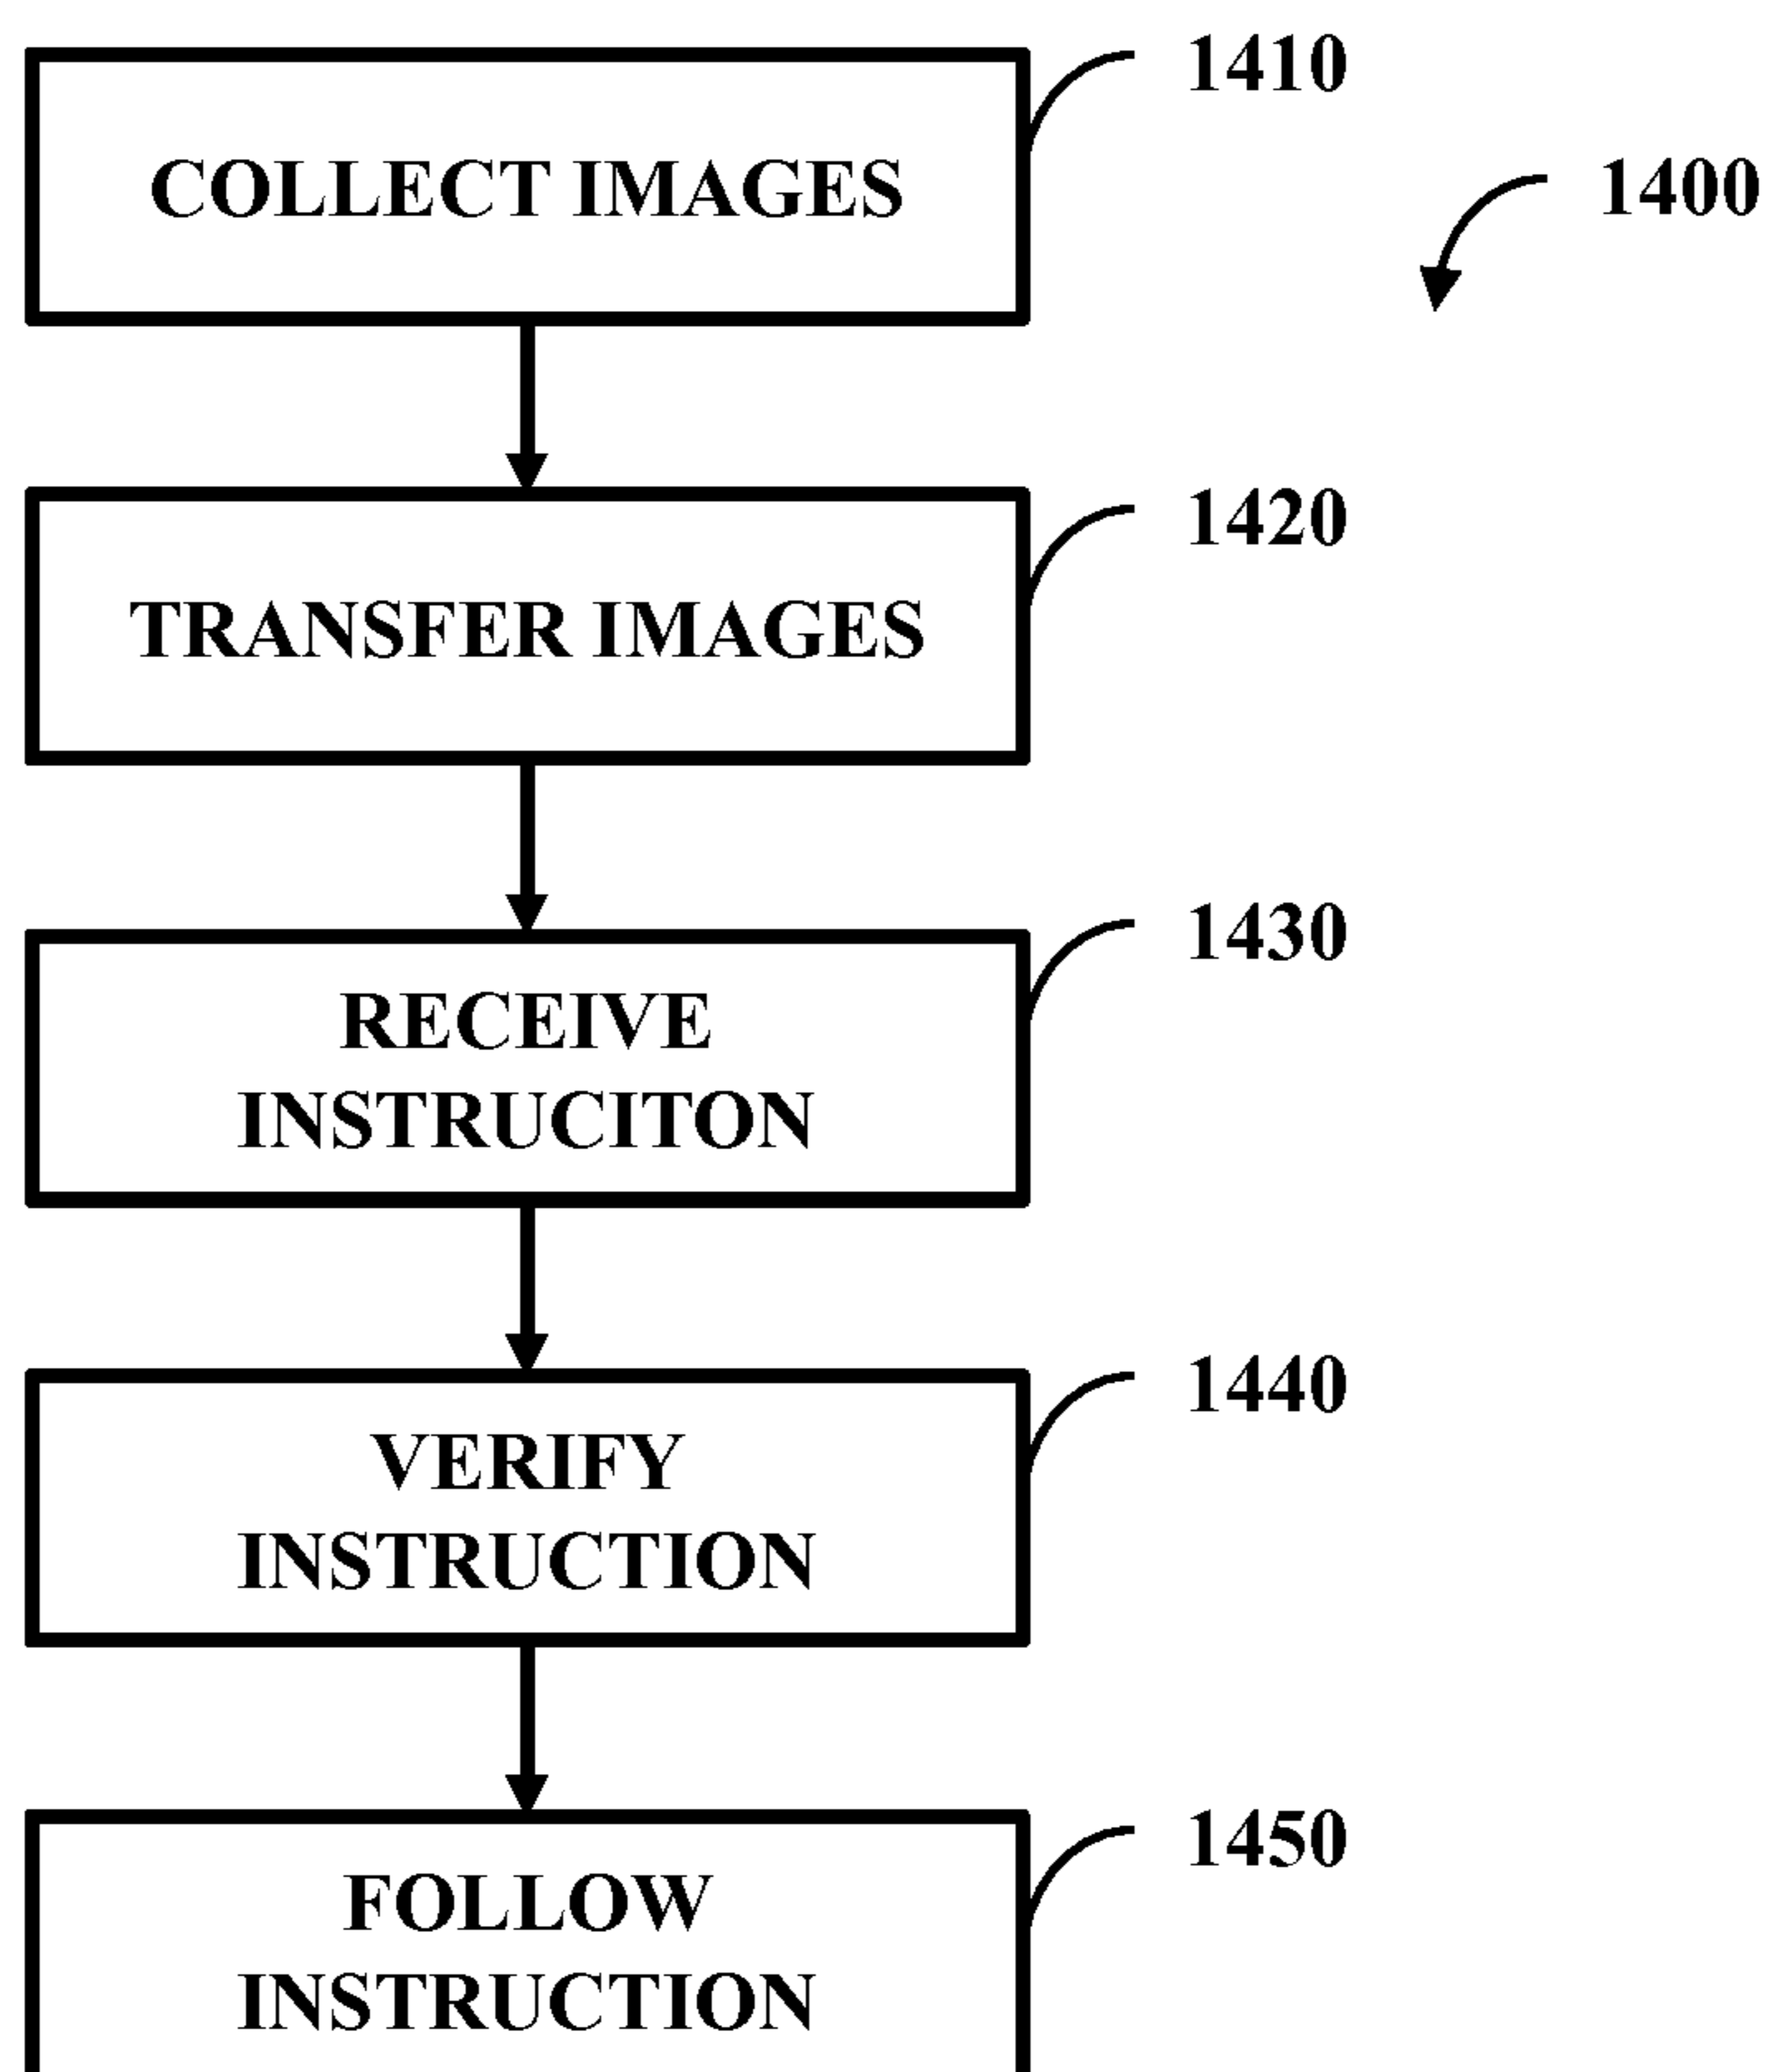 1410
COLLECT IMAGES
1400
1420
TRANSFER IMAGES
1430
RECEIVE
INSTRUCITON
1440
VERIFY
INSTRUCTION
1450
FOLLOW
INSTRUCTION